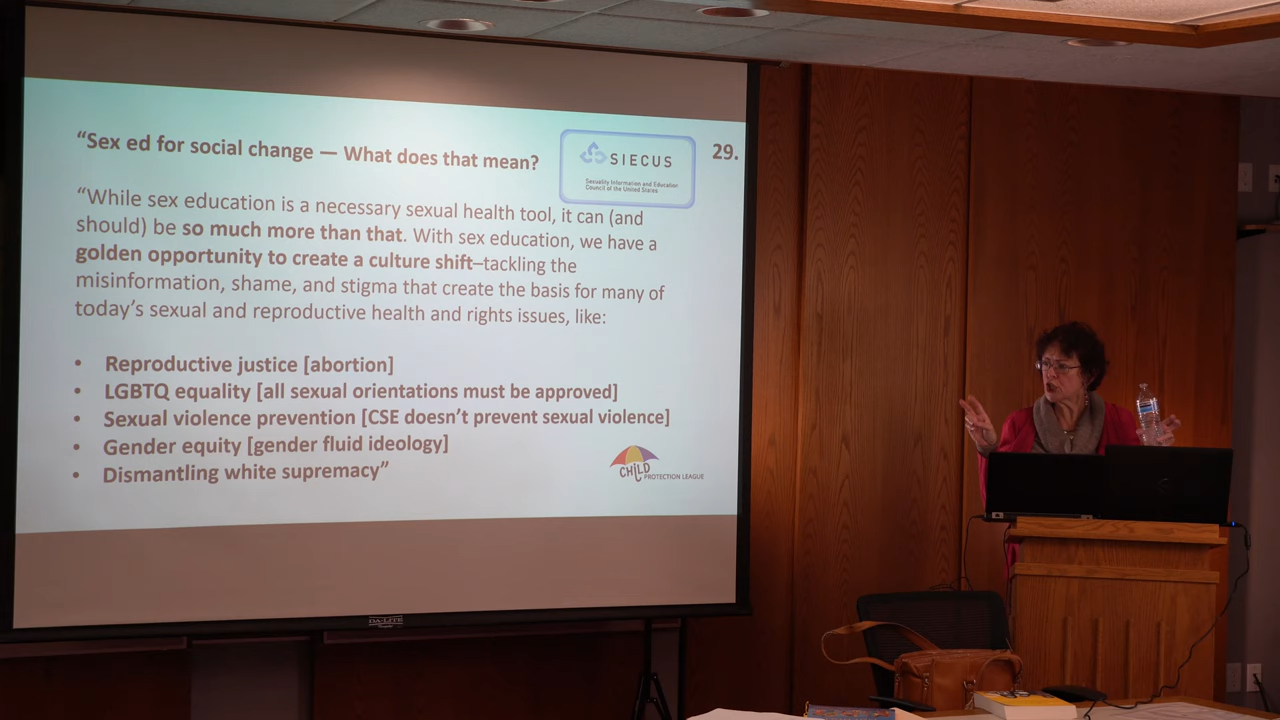 “Sex ed for social change — What does that mean?
SIECUS
Sexuality Information and Education
Council of the United States
29.
“While sex education is a necessary sexual health tool, it can (and
should) be so much more than that. With sex education, we have a
golden opportunity to create a culture shift–tackling the
misinformation, shame, and stigma that create the basis for many of
today’s sexual and reproductive health and rights issues, like:
• Reproductive justice [abortion]
• LGBTQ equality [all sexual orientations must be approved]
• Sexual violence prevention [CSE doesn’t prevent sexual violence]
• Gender equity [gender fluid ideology]
• Dismantling white supremacy”
CHILD
PROTECTION LEAGUE
DA-LITE